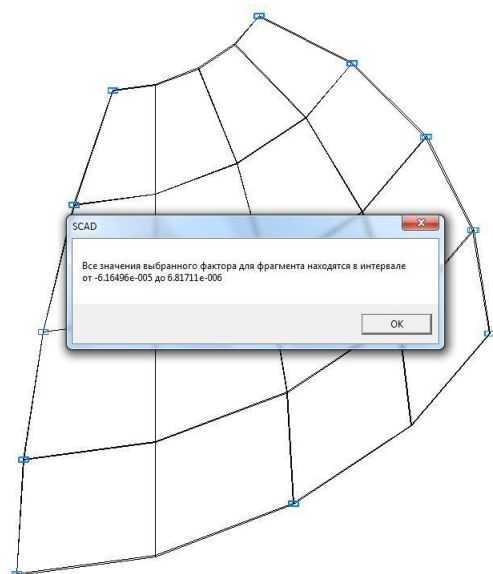 SCAD
Все значения выбранного фактора для фрагмента находятся в интервале
от -6.16496e-005 до 6.81711e-006
OK